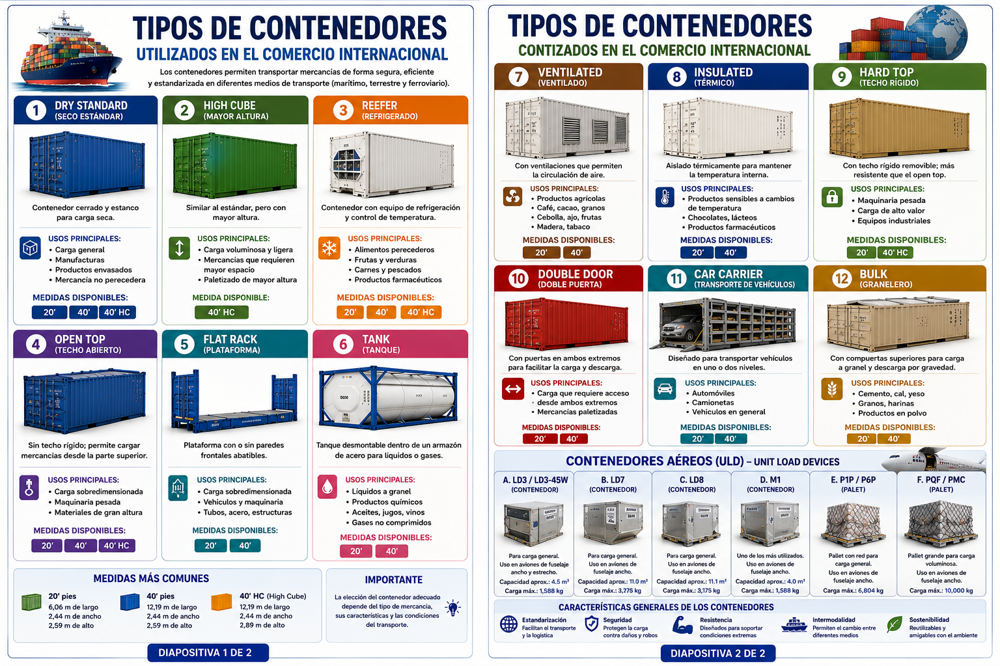 TIPOS DE CONTENEDORES
UTILIZADOS EN EL COMERCIO INTERNACIONAL
Los contenedores permiten transportar mercancías de forma segura, eficiente
y estandarizada en diferentes medios de transporte (marítimo, terrestre y ferroviario).
1 DRY STANDARD
(SECO ESTÁNDAR)
Contenedor cerrado y estanco
para carga seca.
USOS PRINCIPALES:
• Carga general
• Manufacturas
• Productos envasados
• Mercancía no perecedera
MEDIDAS DISPONIBLES:
20' 40' 40' HC
2 HIGH CUBE
(MAYOR ALTURA)
Similar al estándar, pero con
mayor altura.
USOS PRINCIPALES:
• Carga voluminosa y ligera
• Mercancías que requieren
mayor espacio
• Paletizado de mayor altura
MEDIDA DISPONIBLE:
40' HC
3 REEFER
(REFRIGERADO)
Contenedor con equipo de refrigeración
y control de temperatura.
USOS PRINCIPALES:
• Alimentos perecederos
• Frutas y verduras
• Carnes y pescados
• Productos farmacéuticos
MEDIDAS DISPONIBLES:
20' 40' 40' HC
4 OPEN TOP
(TECHO ABIERTO)
Sin techo rígido; permite cargar
mercancías desde la parte superior.
USOS PRINCIPALES:
• Carga sobredimensionada
• Maquinaria pesada
• Materiales de gran altura
MEDIDAS DISPONIBLES:
20' 40' 40' HC
5 FLAT RACK
(PLATAFORMA)
Plataforma con o sin paredes
frontales abatibles.
USOS PRINCIPALES:
• Carga sobredimensionada
• Vehículos y maquinaria
• Tubos, acero, estructuras
MEDIDAS DISPONIBLES:
20' 40'
6 TANK
(TANQUE)
Tanque desmontable dentro de un armazón
de acero para líquidos o gases.
USOS PRINCIPALES:
• Líquidos a granel
• Productos químicos
• Aceites, jugos, vinos
• Gases no comprimidos
MEDIDAS DISPONIBLES:
20' 40'
MEDIDAS MÁS COMUNES
20' pies
6,06 m de largo
2,44 m de ancho
2,59 m de alto
40' pies
12,19 m de largo
2,44 m de ancho
2,59 m de alto
40' HC (High Cube)
12,19 m de largo
2,44 m de ancho
2,89 m de alto
IMPORTANTE
La elección del contenedor adecuado
depende del tipo de mercancía,
sus características y las condiciones
del transporte.
DIAPOSITIVA 1 DE 2
TIPOS DE CONTENEDORES
CONTIZADOS EN EL COMERCIO INTERNACIONAL
7 VENTILATED
(VENTILADO)
Con ventilaciones que permiten
la circulación de aire.
USOS PRINCIPALES:
• Productos agrícolas
• Café, cacao, granos
• Cebolla, ajo, frutas
• Madera, tabaco
MEDIDAS DISPONIBLES:
20' 40'
8 INSULATED
(TÉRMICO)
Aislado térmicamente para mantener
la temperatura interna.
USOS PRINCIPALES:
• Productos sensibles a cambios
de temperatura
• Chocolates, lácteos
• Productos farmacéuticos
MEDIDAS DISPONIBLES:
20' 40'
9 HARD TOP
(TECHO RÍGIDO)
Con techo rígido removible; más
resistente que el open top.
USOS PRINCIPALES:
• Maquinaria pesada
• Carga de alto valor
• Equipos industriales
MEDIDAS DISPONIBLES:
20' 40' HC
10 DOUBLE DOOR
(DOBLE PUERTA)
Con puertas en ambos extremos
para facilitar la carga y descarga.
USOS PRINCIPALES:
• Carga que requiere acceso
• desde ambos extremos
• Mercancías paletizadas
MEDIDAS DISPONIBLES:
20' 40'
11 CAR CARRIER
(TRANSPORTE DE VEHÍCULOS)
Diseñado para transportar vehículos
en uno o dos niveles.
USOS PRINCIPALES:
• Automóviles
• Camionetas
• Vehiculos en general
MEDIDAS DISPONIBLES:
20' 40'
12 BULK
(GRANELERO)
Con compuertas superiores para carga
a granel y descarga por gravedad.
USOS PRINCIPALES:
• Cemento, cal, yeso
• Granos, harinas
• Productos en polvo
MEDIDAS DISPONIBLES:
20' 40'
CONTENEDORES AÉREOS (ULD) – UNIT LOAD DEVICES
A. LD3 / LD3-45W
(CONTENEDOR)
Para carga general.
Uso en aviones de fuselaje
ancho y estrecho.
Capacidad aprox.: 4.5 m³
Carga máx.: 1,588 kg
B. LD7
(CONTENEDOR)
Para carga general.
Uso en aviones de
fuselaje ancho.
Capacidad aprox.: 11.0 m³
Carga máx.: 3,275 kg
C. LD8
(CONTENEDOR)
Para carga general.
Uso en aviones de
fuselaje ancho.
Capacidad aprox.: 11.1 m³
Carga máx.: 3,175 kg
D. M1
(CONTENEDOR)
Uno de los más utilizados.
Uso en aviones de
fuselaje ancho.
Capacidad aprox.: 4.0 m³
Carga máx.: 1,588 kg
E. P1P / P6P
(PALET)
Pallet con red para
carga general.
Uso en aviones de
fuselaje ancho.
Carga máx.: 6,804 kg
F. PQF / PMC
(PALET)
Pallet grande para carga
voluminosa.
Uso en aviones de
fuselaje ancho.
Carga máx.: 10,000 kg
CARACTERÍSTICAS GENERALES DE LOS CONTENEDORES
Estandarización
Facilitan el transporte
y la logística
Seguridad
Protegen la carga
contra daños y robos
Resistencia
Diseñados para soportar
condiciones extremas
Intermodalidad
Permiten el cambio entre
diferentes medios
Sostenibilidad
Reutilizables y
amigables con el ambiente
DIAPOSITIVA 2 DE 2